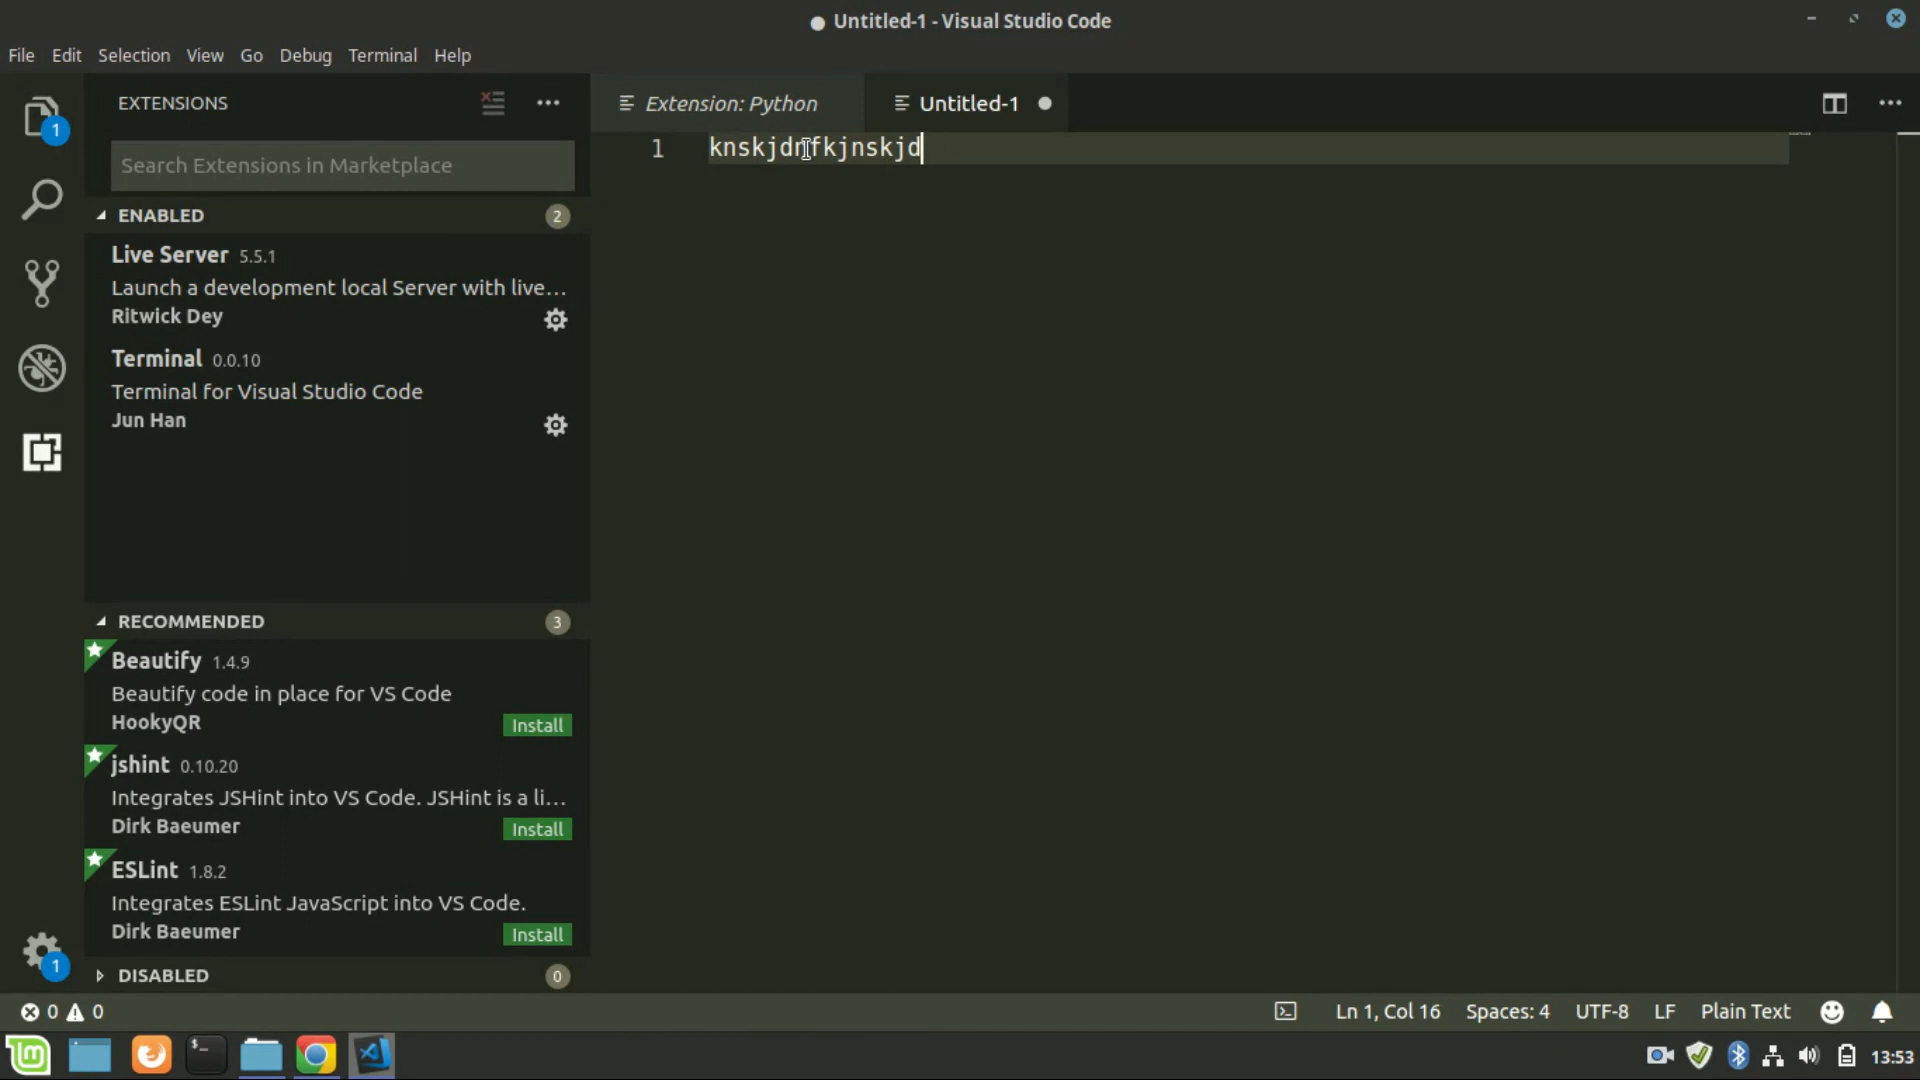 ● Untitled-1 - Visual Studio Code
File Edit Selection View Go Debug Terminal Help
EXTENSIONS
Extension: Python
Untitled-1
1
Search Extensions in Marketplace
1 knskjdnfkjnskjd
ENABLED 2
Live Server 5.5.1
Launch a development local Server with live…
Ritwick Dey
Terminal 0.0.10
Terminal for Visual Studio Code
Jun Han
RECOMMENDED 3
Beautify 1.4.9
Beautify code in place for VS Code
HookyQR Install
jshint 0.10.20
Integrates JSHint into VS Code. JSHint is a li…
Dirk Baeumer Install
ESLint 1.8.2
Integrates ESLint JavaScript into VS Code.
Dirk Baeumer Install
1
DISABLED 0
0 0
Ln 1, Col 16 Spaces: 4 UTF-8 LF Plain Text
13:53